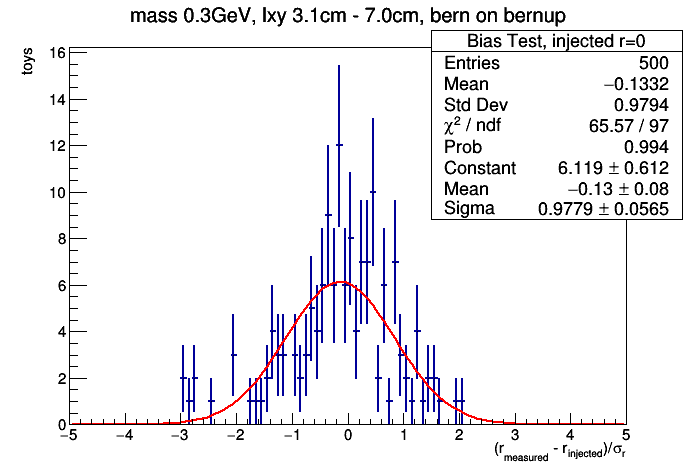 mass 0.3GeV, lxy 3.1cm - 7.0cm, bern on bernup
Bias Test, injected r=0
Entries 500
Mean −0.1332
Std Dev 0.9794
χ² / ndf 65.57 / 97
Prob 0.994
Constant 6.119 ± 0.612
Mean −0.13 ± 0.08
Sigma 0.9779 ± 0.0565
toys
16
14
12
10
8
6
4
2
0
−5 −4 −3 −2 −1 0 1 2 3 4 5
(r_measured - r_injected)/σ_r